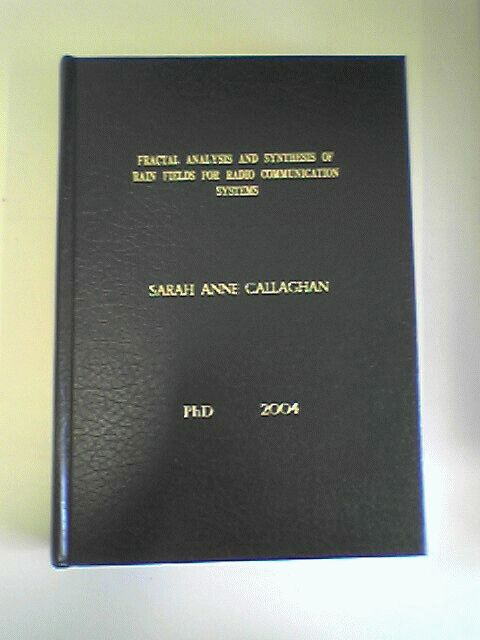 FRACTAL ANALYSIS AND SYNTHESIS OF
RAIN FIELDS FOR RADIO COMMUNICATION
SYSTEMS
SARAH ANNE CALLAGHAN
PhD 2004